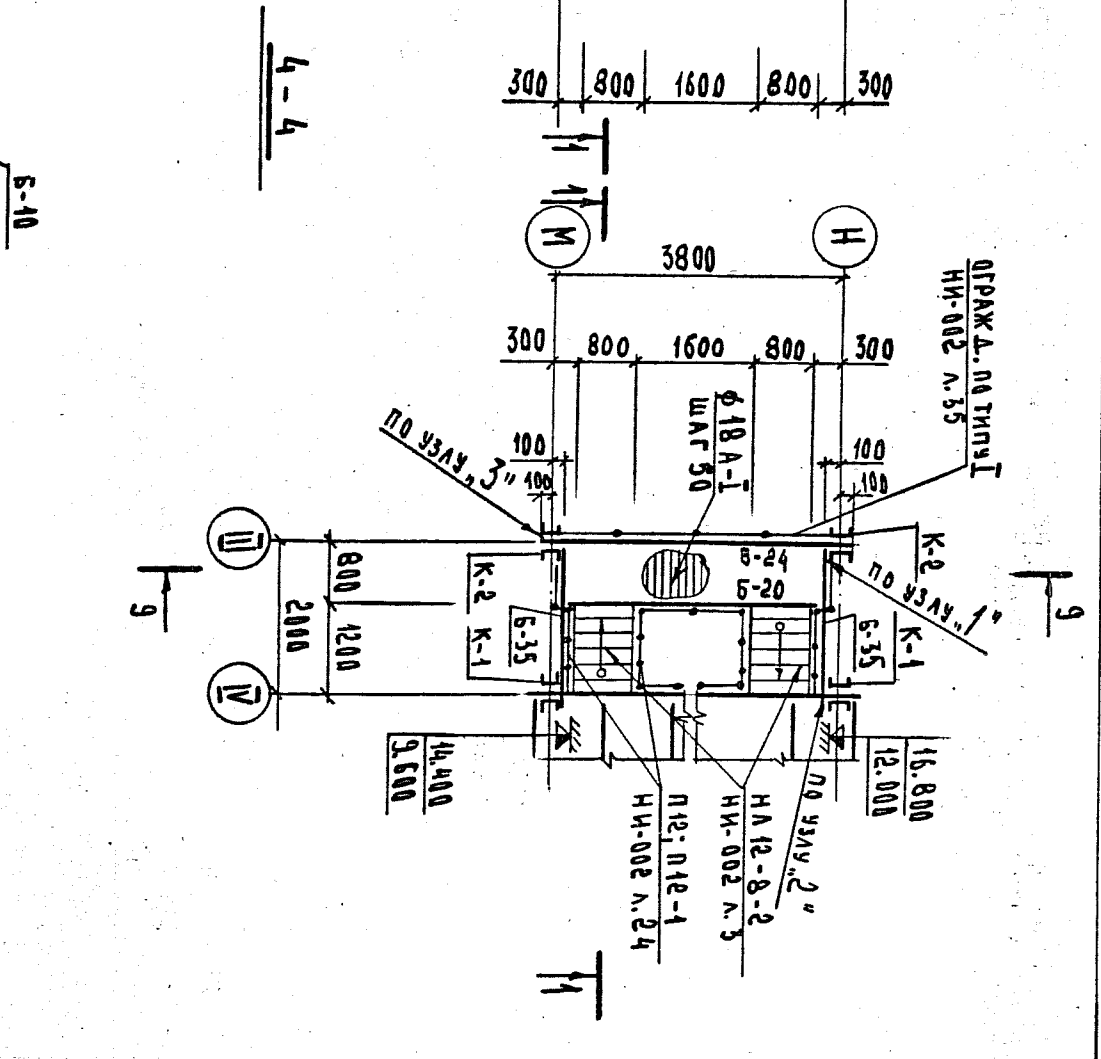 300
800
1600
800
300
4 - 4
Б-10
1
1
М
Н
3800
ОГРАЖД. ПО ТИПУ I
НИ-002 Л.35
300
800
1600
800
300
ф 18 А-I
ШАГ 50
ПО УЗЛУ „3"
100
100
100
100
III
800
2000
1200
IV
9
9
К-2
К-1
Б-35
Б-24
Б-20
К-2
ПО УЗЛУ „1"
Б-35
К-1
14.400
9.600
16.800
12.000
ПО УЗЛУ „2"
НЛ 12-8-2
НИ-002 Л.3
П12; П12-1
НИ-002 Л.24
1